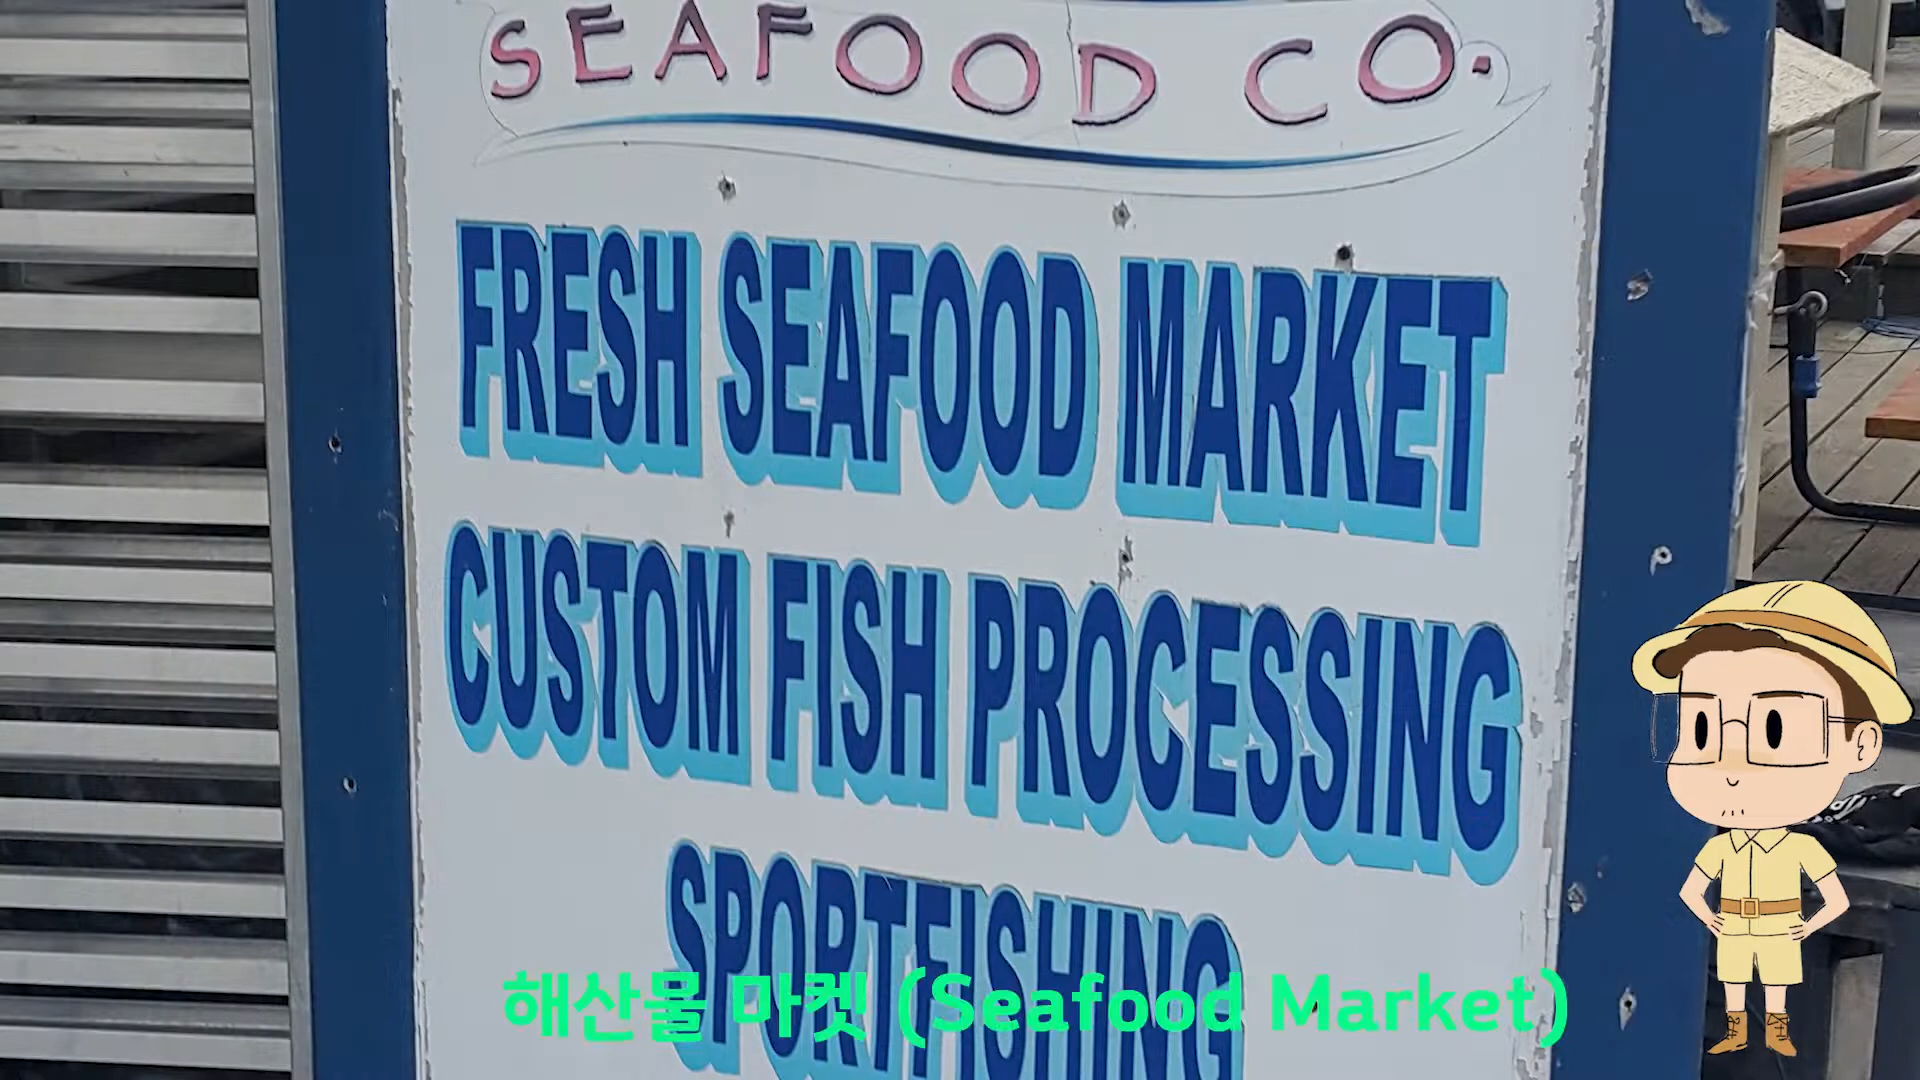 SEAFOOD CO.
FRESH SEAFOOD MARKET
CUSTOM FISH PROCESSING
SPORTFISHING
해산물 마켓 (Seafood Market)